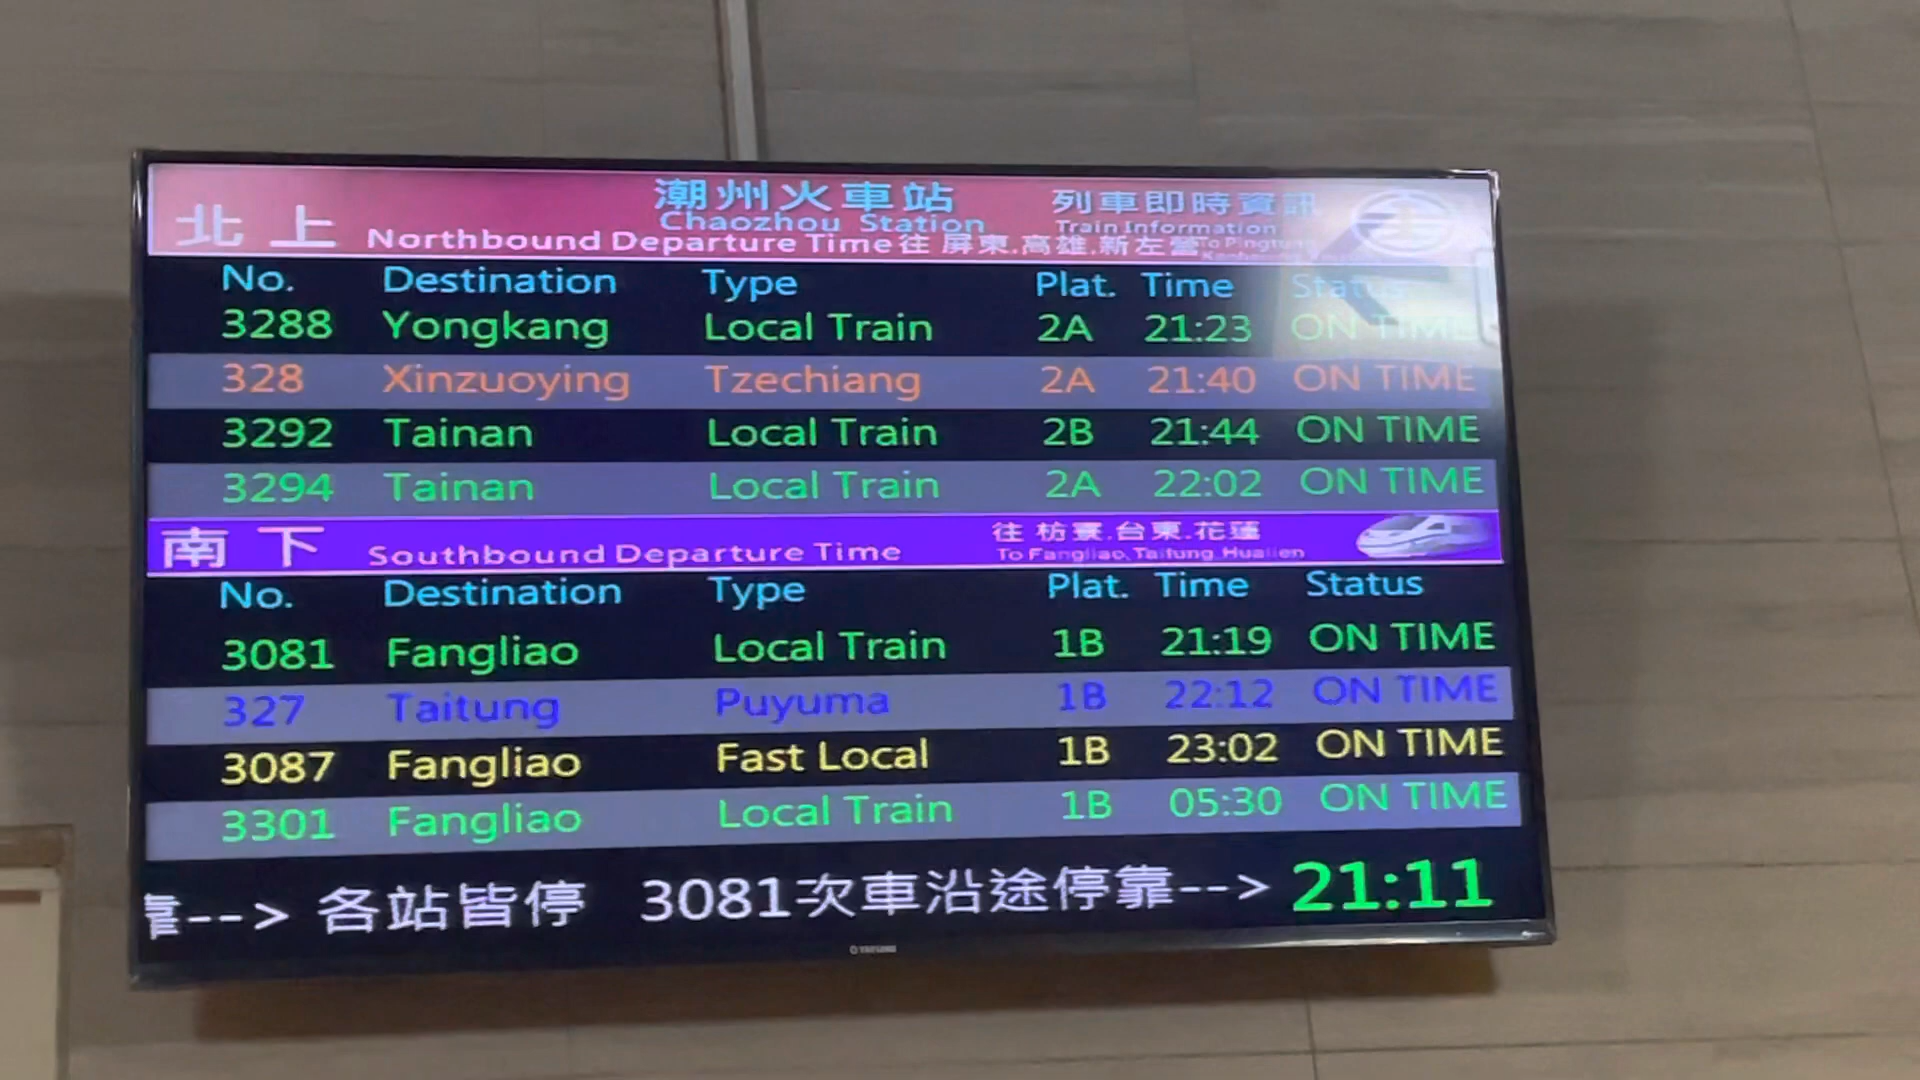 潮州火車站 列車即時資訊
Chaozhou Station Train Information
北上 Northbound Departure Time 往 屏東.高雄.新左營
No. Destination Type Plat. Time Status
3288 Yongkang Local Train 2A 21:23 ON TIME
328 Xinzuoying Tzechiang 2A 21:40 ON TIME
3292 Tainan Local Train 2B 21:44 ON TIME
3294 Tainan Local Train 2A 22:02 ON TIME
南下 Southbound Departure Time 往 枋寮.台東.花蓮
To Fangliao,Taitung,Hualien
No. Destination Type Plat. Time Status
3081 Fangliao Local Train 1B 21:19 ON TIME
327 Taitung Puyuma 1B 22:12 ON TIME
3087 Fangliao Fast Local 1B 23:02 ON TIME
3301 Fangliao Local Train 1B 05:30 ON TIME
靠--> 各站皆停 3081次車沿途停靠--> 21:11